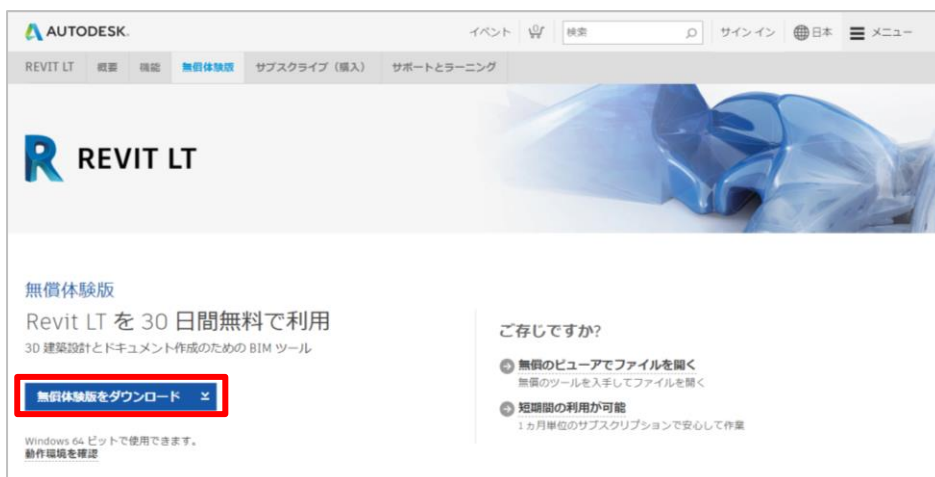 AUTODESK.
イベント
検索
サインイン
日本
メニュー
REVIT LT 概要 機能 無償体験版 サブスクライブ（購入） サポートとラーニング
REVIT LT
無償体験版
Revit LT を 30 日間無料で利用
3D 建築設計とドキュメント作成のための BIM ツール
無償体験版をダウンロード
Windows 64 ビットで使用できます。
動作環境を確認
ご存じですか?
無償のビューアでファイルを開く
無償のツールを入手してファイルを開く
短期間の利用が可能
1 ヵ月単位のサブスクリプションで安心して作業